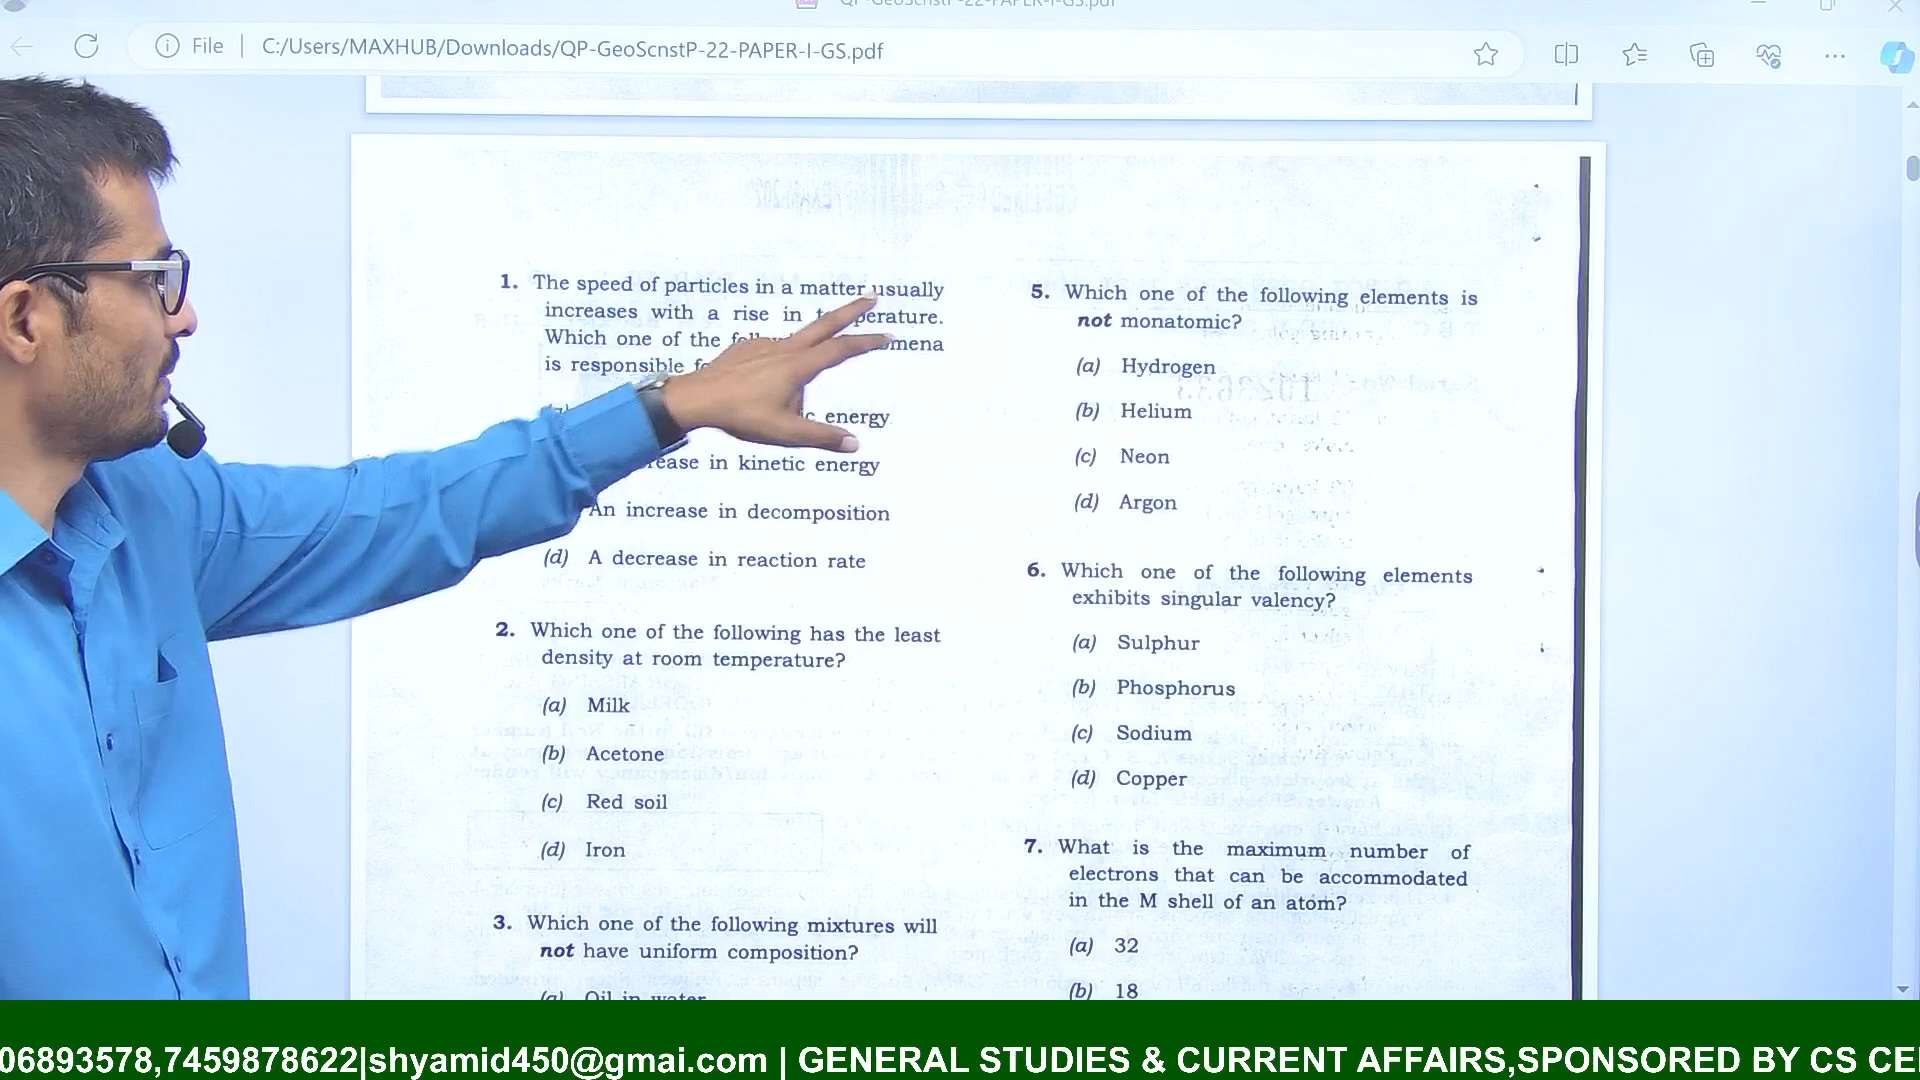 File | C:/Users/MAXHUB/Downloads/QP-GeoScnstP-22-PAPER-I-GS.pdf
1. The speed of particles in a matter usually
increases with a rise in
Which one of the
is responsible
energy
in kinetic energy
An increase in decomposition
(d) A decrease in reaction rate
2. Which one of the following has the least
density at room temperature?
(a) Milk
(b) Acetone
(c) Red soil
(d) Iron
3. Which one of the following mixtures will
not have uniform composition?
(a) Oil in water
5. Which one of the following elements is
not monatomic?
(a) Hydrogen
(b) Helium
(c) Neon
(d) Argon
6. Which one of the following elements
exhibits singular valency?
(a) Sulphur
(b) Phosphorus
(c) Sodium
(d) Copper
7. What is the maximum number of
electrons that can be accommodated
in the M shell of an atom?
(a) 32
(b) 18
06893578,7459878622|shyamid450@gmai.com | GENERAL STUDIES & CURRENT AFFAIRS,SPONSORED BY CS CE